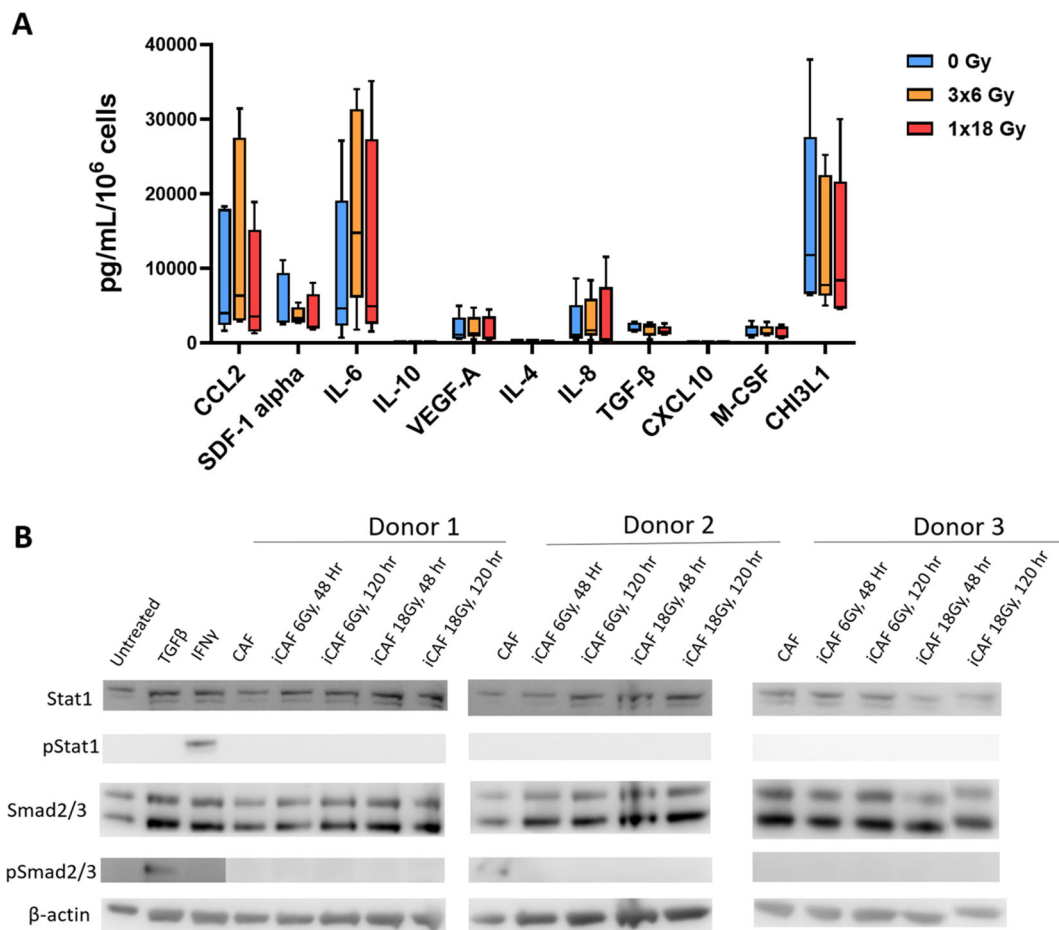 A
40000
30000
20000
10000
0
pg/mL/10⁶ cells
0 Gy
3x6 Gy
1x18 Gy
CCL2
SDF-1 alpha
IL-6
IL-10
VEGF-A
IL-4
IL-8
TGF-β
CXCL10
M-CSF
CHI3L1
B
Donor 1
Donor 2
Donor 3
Untreated
TGFβ
IFNγ
CAF
iCAF 6Gy, 48 Hr
iCAF 6Gy, 120 hr
iCAF 18Gy, 48 hr
iCAF 18Gy, 120 hr
CAF
iCAF 6Gy, 48 Hr
iCAF 6Gy, 120 hr
iCAF 18Gy, 48 hr
iCAF 18Gy, 120 hr
CAF
iCAF 6Gy, 48 Hr
iCAF 6Gy, 120 hr
iCAF 18Gy, 48 hr
iCAF 18Gy, 120 hr
Stat1
pStat1
Smad2/3
pSmad2/3
β-actin